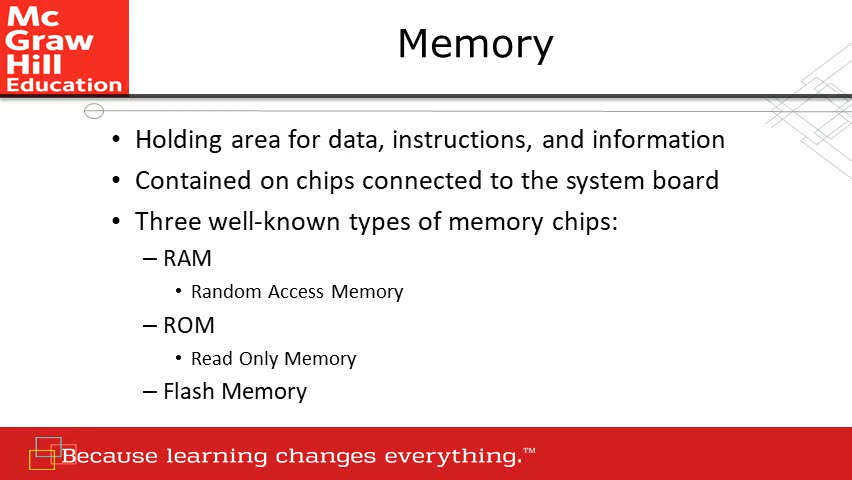 Mc
Graw
Hill
Education
Memory
• Holding area for data, instructions, and information
• Contained on chips connected to the system board
• Three well-known types of memory chips:
– RAM
• Random Access Memory
– ROM
• Read Only Memory
– Flash Memory
Because learning changes everything.™